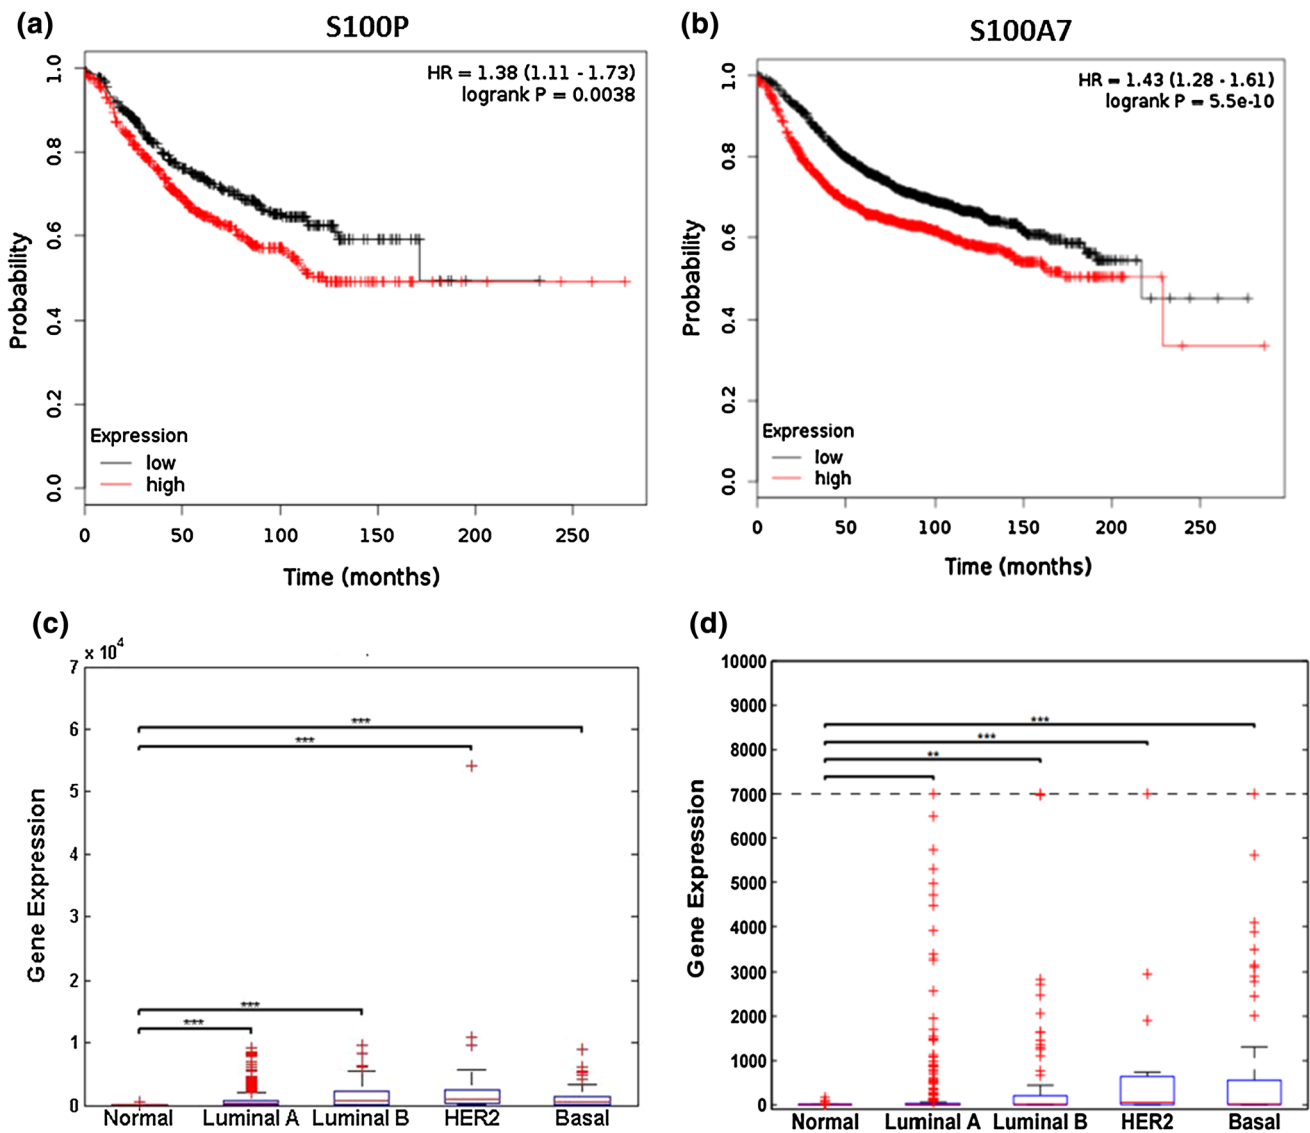 (a) S100P
HR = 1.38 (1.11 - 1.73)
logrank P = 0.0038
1.0
0.8
0.6
0.4
0.2
0.0
Probability
Expression
low
high
0 50 100 150 200 250
Time (months)
(b) S100A7
HR = 1.43 (1.28 - 1.61)
logrank P = 5.5e-10
1.0
0.8
0.6
0.4
0.2
0.0
Probability
Expression
low
high
0 50 100 150 200 250
Time (months)
(c)
x 10^4
7
6
5
4
3
2
1
0
Gene Expression
***
***
***
***
Normal Luminal A Luminal B HER2 Basal
(d)
10000
9000
8000
7000
6000
5000
4000
3000
2000
1000
0
Gene Expression
***
***
**
Normal Luminal A Luminal B HER2 Basal